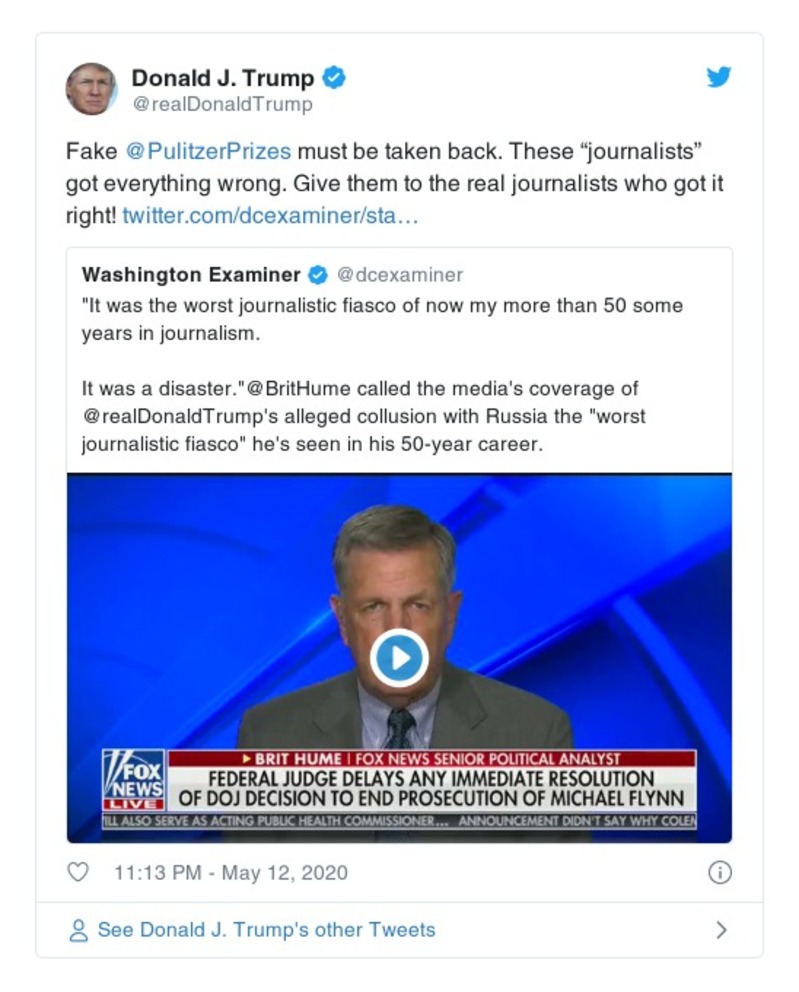 Donald J. Trump
@realDonaldTrump
Fake @PulitzerPrizes must be taken back. These “journalists”
got everything wrong. Give them to the real journalists who got it
right! twitter.com/dcexaminer/sta…
Washington Examiner @dcexaminer
"It was the worst journalistic fiasco of now my more than 50 some
years in journalism.
It was a disaster."@BritHume called the media's coverage of
@realDonaldTrump's alleged collusion with Russia the "worst
journalistic fiasco" he's seen in his 50-year career.
BRIT HUME | FOX NEWS SENIOR POLITICAL ANALYST
FOX
NEWS
LIVE
FEDERAL JUDGE DELAYS ANY IMMEDIATE RESOLUTION
OF DOJ DECISION TO END PROSECUTION OF MICHAEL FLYNN
ILL ALSO SERVE AS ACTING PUBLIC HEALTH COMMISSIONER... ANNOUNCEMENT DIDN'T SAY WHY COLEM
11:13 PM - May 12, 2020
See Donald J. Trump's other Tweets